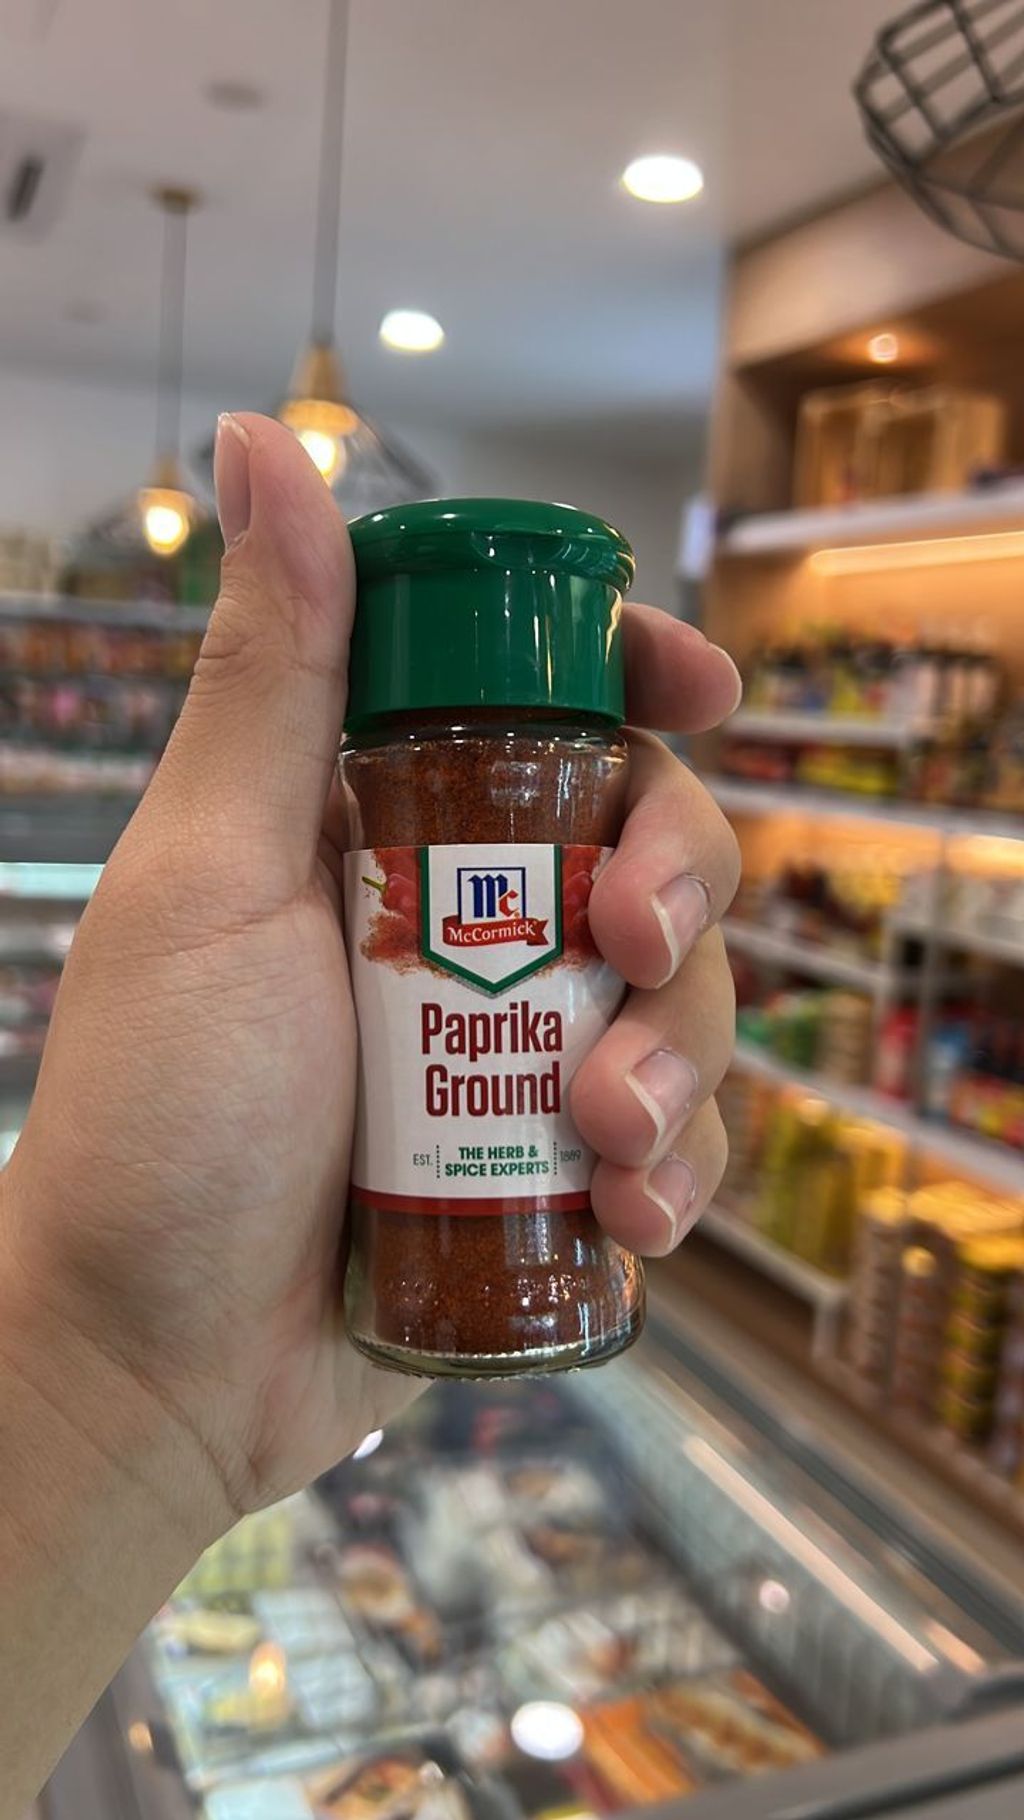 Mc
McCormick
Paprika
Ground
EST. THE HERB & 1889
SPICE EXPERTS